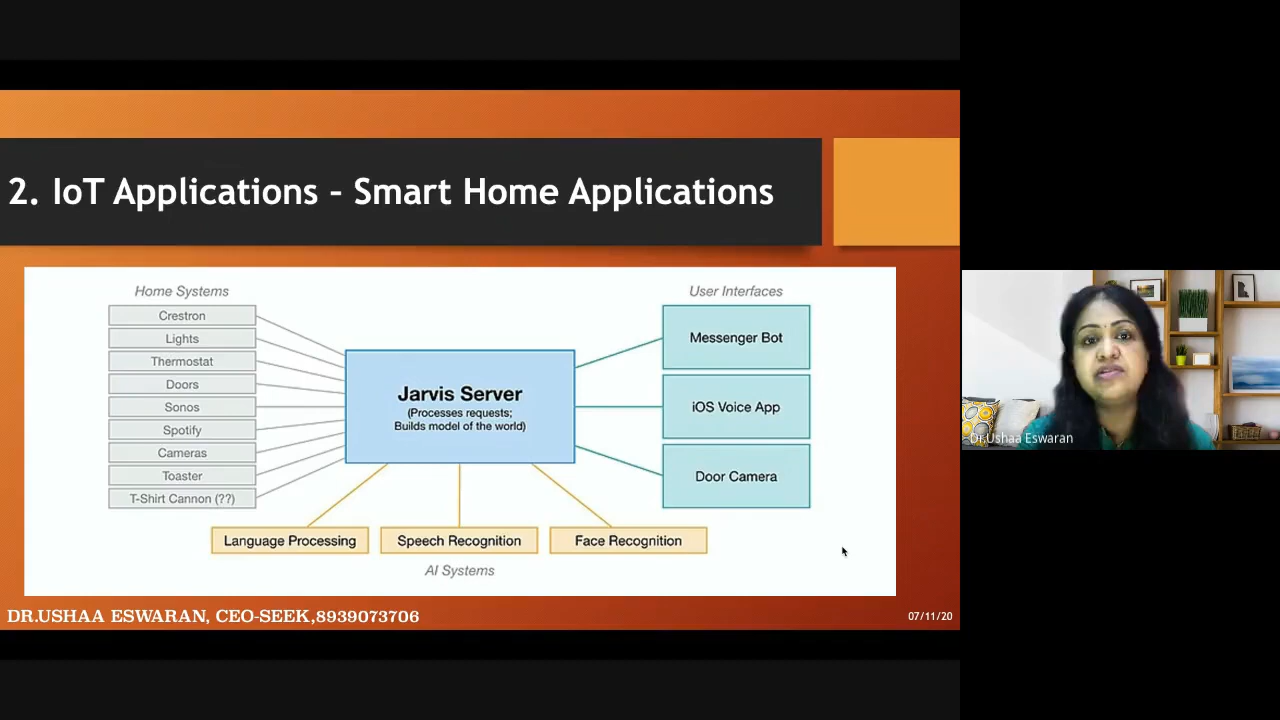 2. IoT Applications – Smart Home Applications
Home Systems
Crestron
Lights
Thermostat
Doors
Sonos
Spotify
Cameras
Toaster
T-Shirt Cannon (??)
Jarvis Server
(Processes requests;
Builds model of the world)
User Interfaces
Messenger Bot
iOS Voice App
Door Camera
Language Processing
Speech Recognition
Face Recognition
AI Systems
DR.USHAA ESWARAN, CEO-SEEK,8939073706
07/11/20
Dr.Ushaa Eswaran